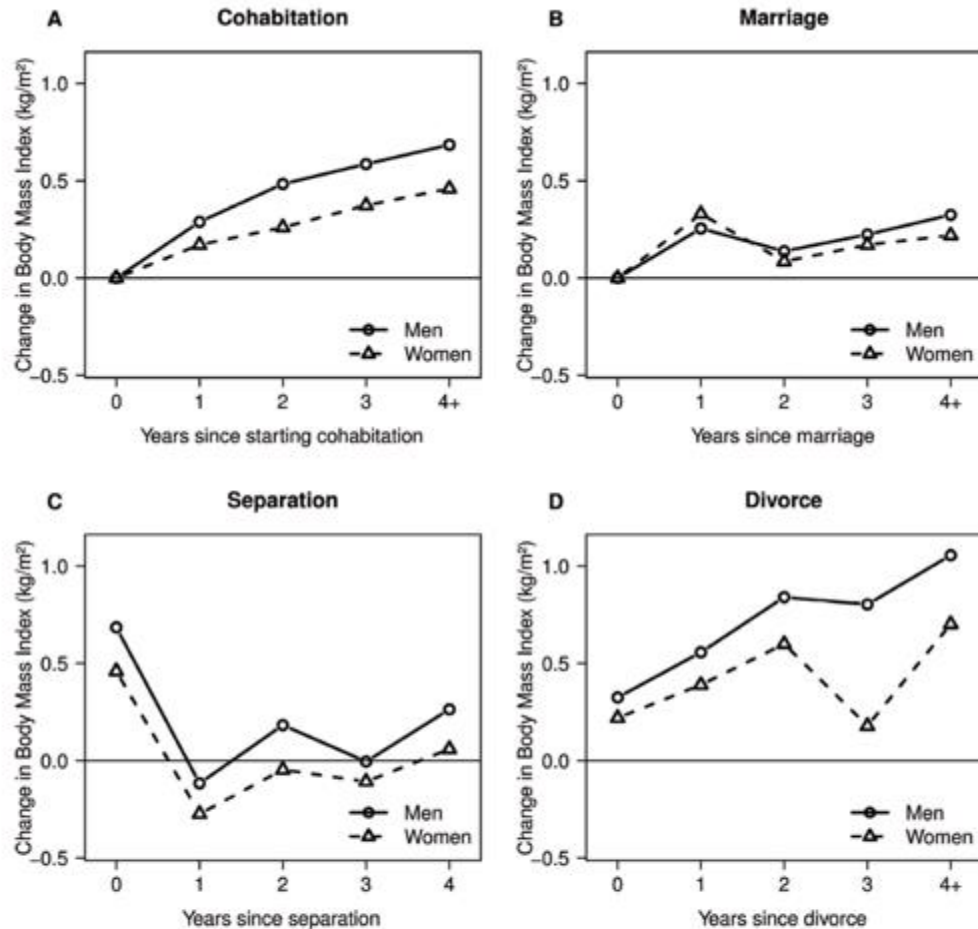 A Cohabitation
Change in Body Mass Index (kg/m²)
1.0
0.5
0.0
−0.5
Men
Women
0 1 2 3 4+
Years since starting cohabitation
B Marriage
Change in Body Mass Index (kg/m²)
1.0
0.5
0.0
−0.5
Men
Women
0 1 2 3 4+
Years since marriage
C Separation
Change in Body Mass Index (kg/m²)
1.0
0.5
0.0
−0.5
Men
Women
0 1 2 3 4
Years since separation
D Divorce
Change in Body Mass Index (kg/m²)
1.0
0.5
0.0
−0.5
Men
Women
0 1 2 3 4+
Years since divorce